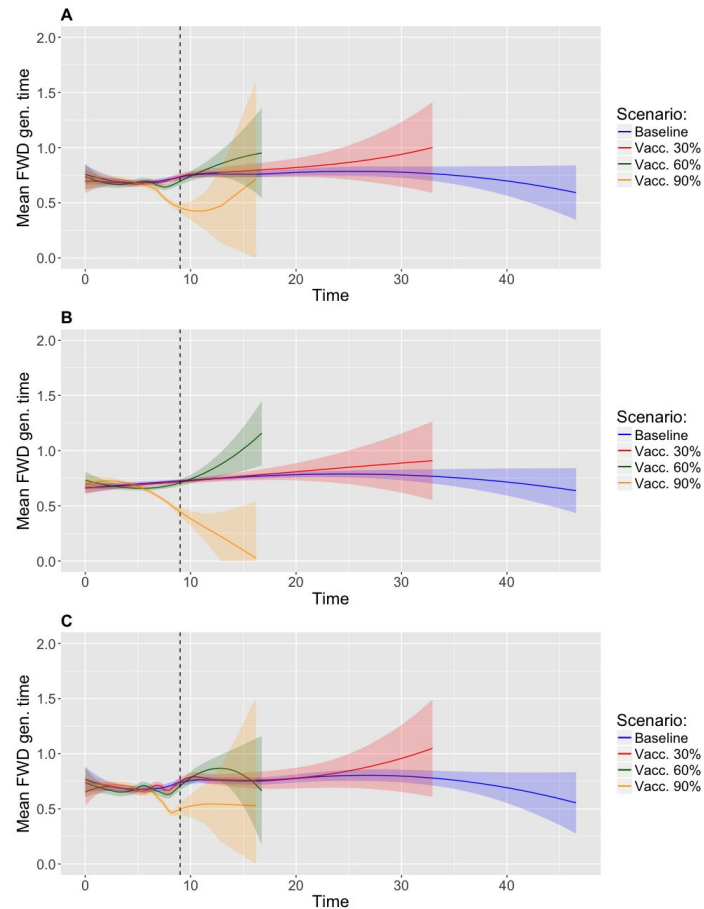 A
Mean FWD gen. time
2.0
1.5
1.0
0.5
0.0
0 10 20 30 40
Time
Scenario:
Baseline
Vacc. 30%
Vacc. 60%
Vacc. 90%
B
Mean FWD gen. time
2.0
1.5
1.0
0.5
0.0
0 10 20 30 40
Time
Scenario:
Baseline
Vacc. 30%
Vacc. 60%
Vacc. 90%
C
Mean FWD gen. time
2.0
1.5
1.0
0.5
0.0
0 10 20 30 40
Time
Scenario:
Baseline
Vacc. 30%
Vacc. 60%
Vacc. 90%